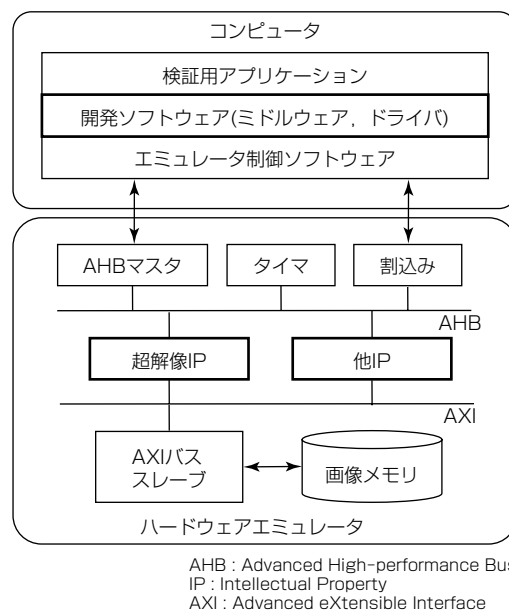 コンピュータ
検証用アプリケーション
開発ソフトウェア(ミドルウェア，ドライバ)
エミュレータ制御ソフトウェア
AHBマスタ
タイマ
割込み
AHB
超解像IP
他IP
AXI
AXIバス
スレーブ
画像メモリ
ハードウェアエミュレータ
AHB : Advanced High-performance Bus
IP : Intellectual Property
AXI : Advanced eXtensible Interface